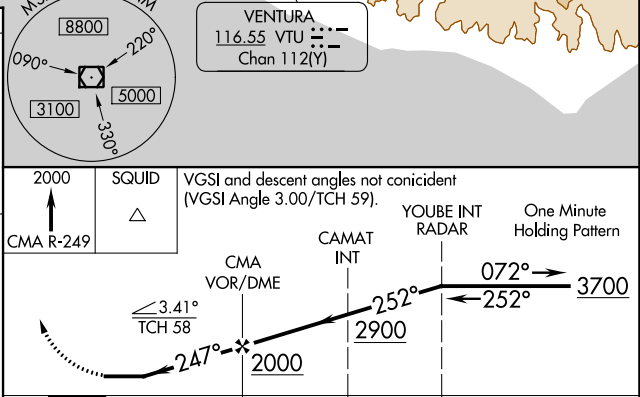 8800
220°
090°
5000
3100
330°
VENTURA
116.55 VTU
Chan 112(Y)
2000
CMA R-249
SQUID
VGSI and descent angles not conicident
(VGSI Angle 3.00/TCH 59).
YOUBE INT
RADAR
One Minute
Holding Pattern
CAMAT
INT
CMA
VOR/DME
072°
252°
3700
252°
2900
3.41°
TCH 58
247°
2000